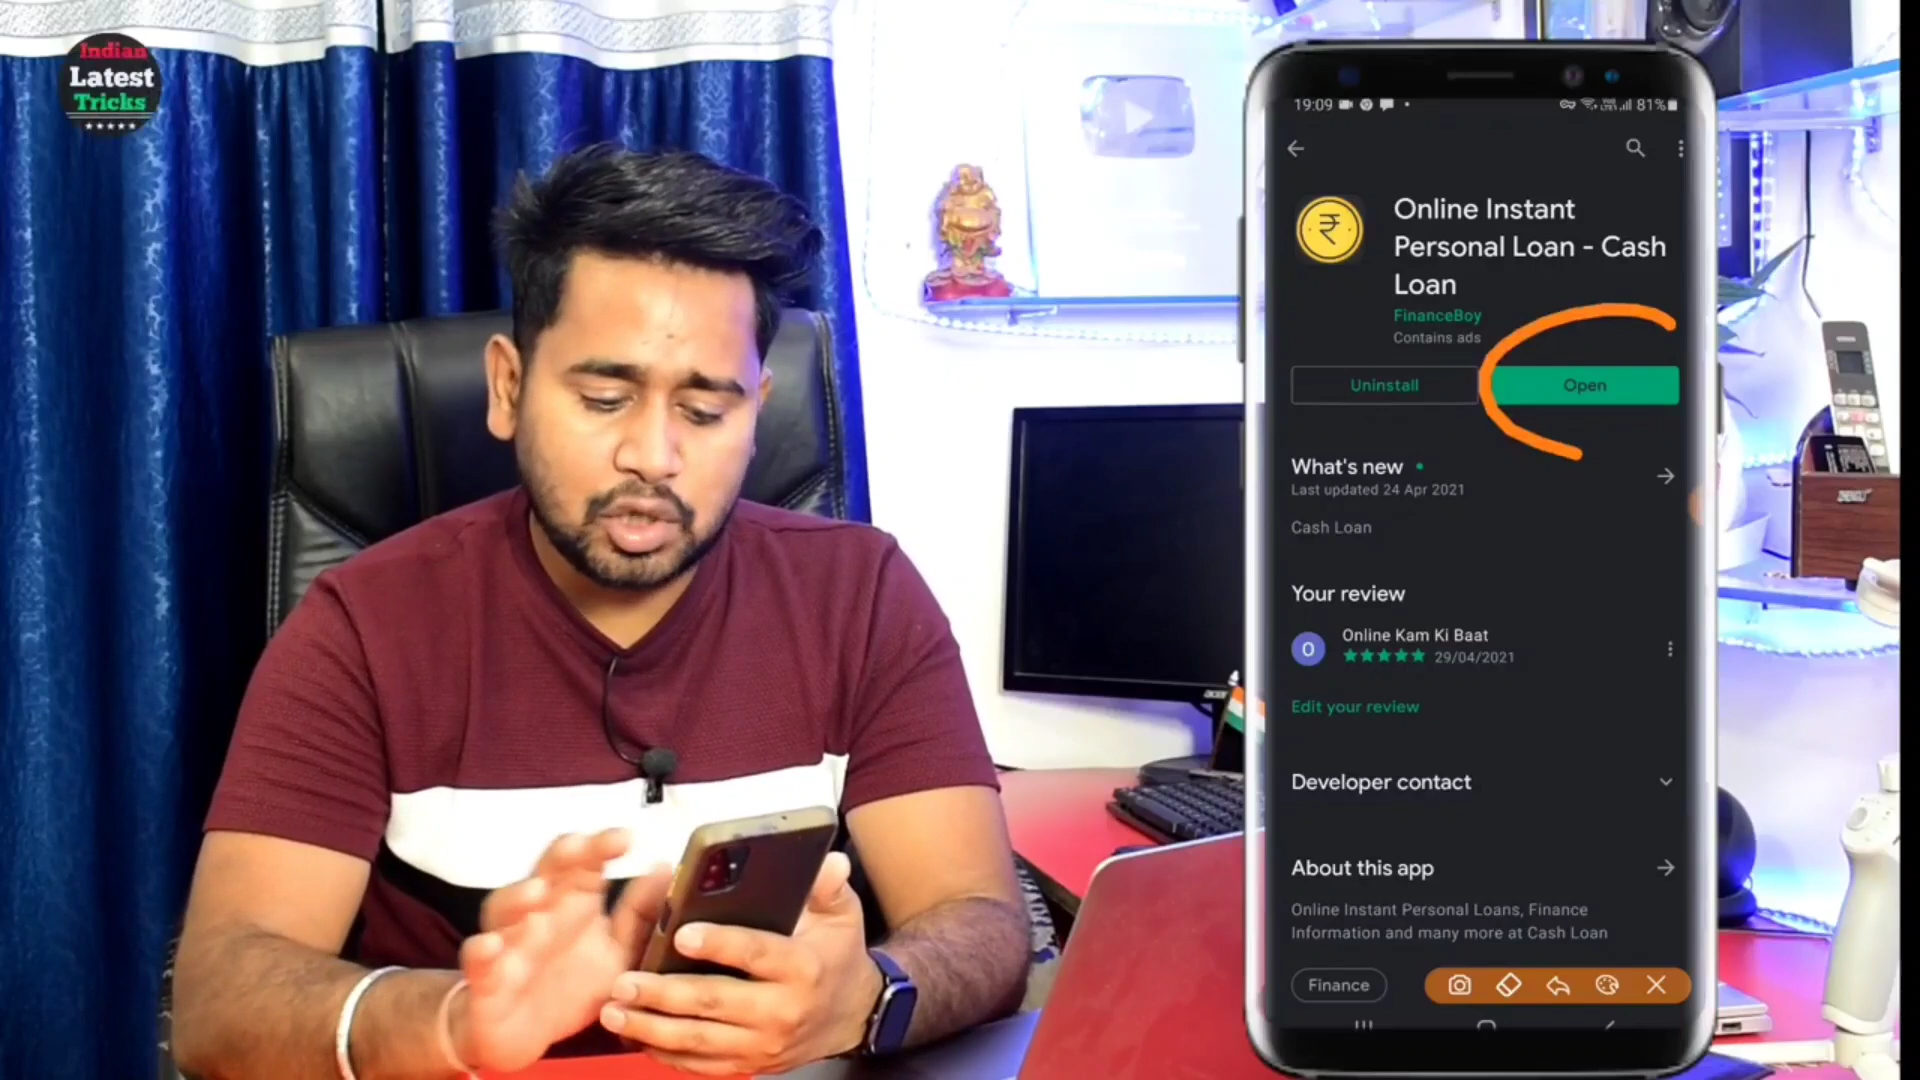 Indian
Latest
Tricks
19:09
81%
Online Instant
Personal Loan - Cash
Loan
FinanceBoy
Contains ads
Uninstall
Open
What's new
Last updated 24 Apr 2021
Cash Loan
Your review
O
Online Kam Ki Baat
29/04/2021
Edit your review
Developer contact
About this app
Online Instant Personal Loans, Finance
Information and many more at Cash Loan
Finance
acer